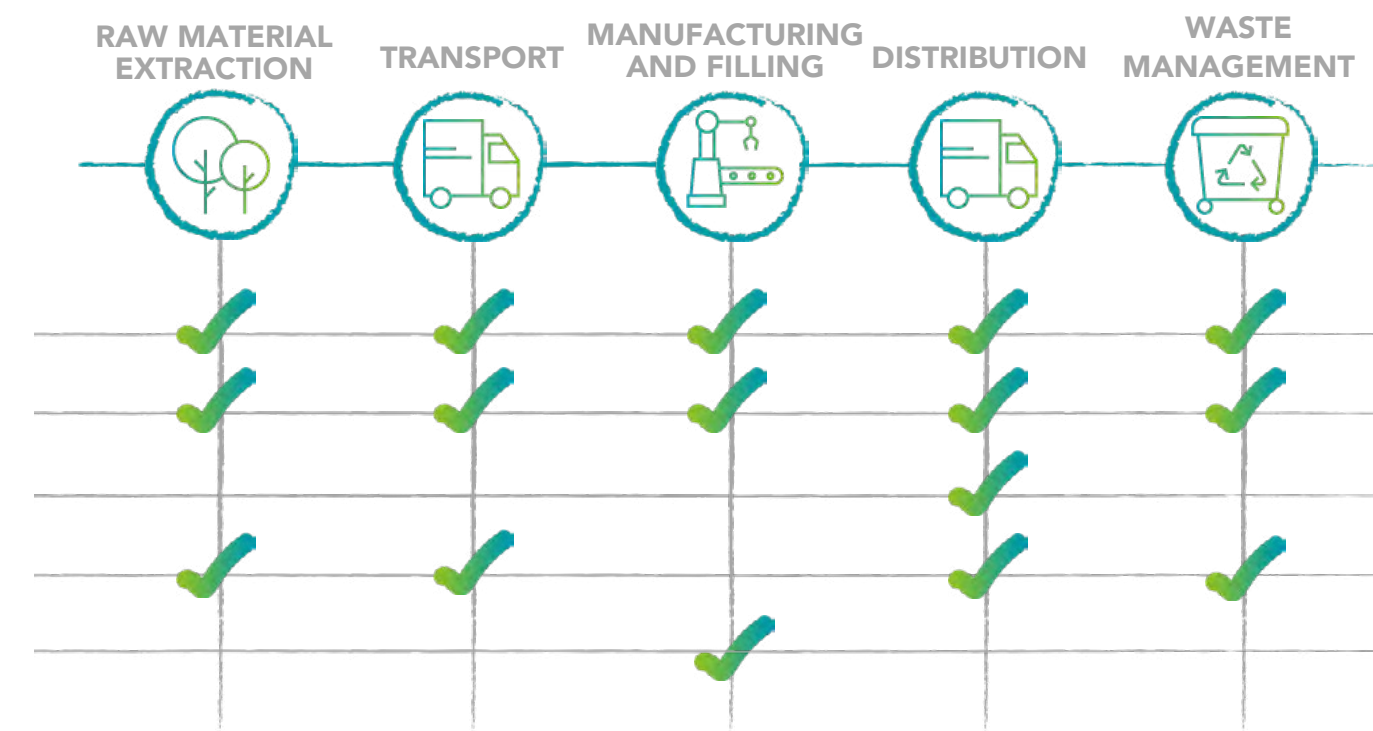 RAW MATERIAL
EXTRACTION
TRANSPORT
MANUFACTURING
AND FILLING
DISTRIBUTION
WASTE
MANAGEMENT